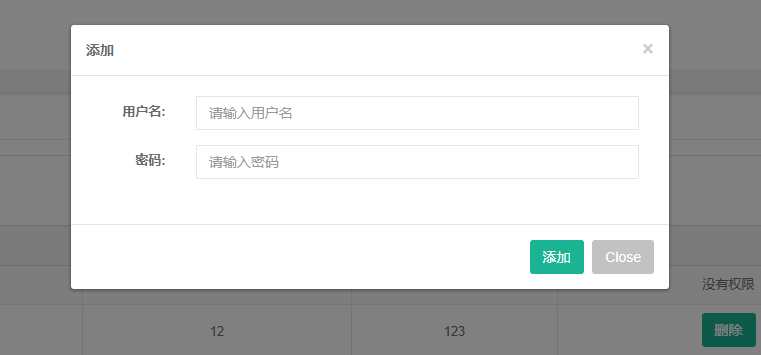 添加 ×
用户名: 请输入用户名
密码: 请输入密码
添加 Close
没有权限
12 123 删除